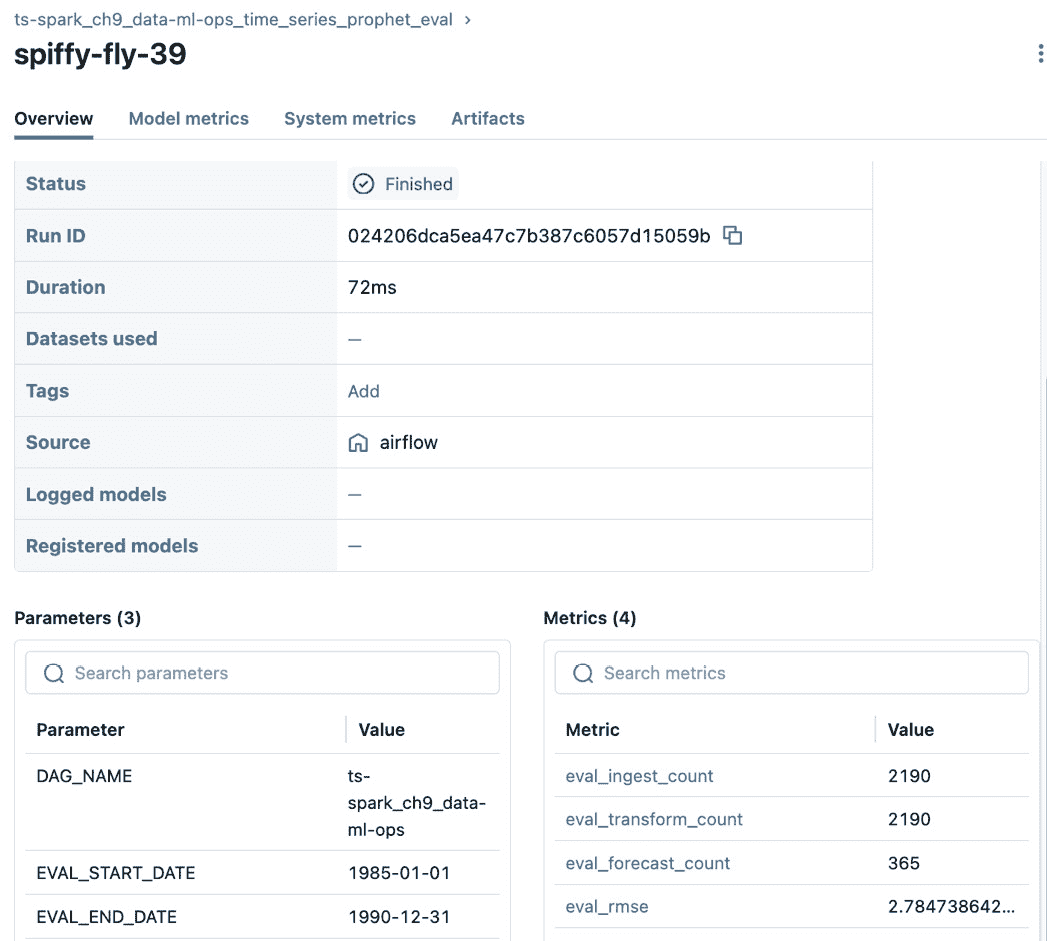 ts-spark_ch9_data-ml-ops_time_series_prophet_eval >
spiffy-fly-39
Overview Model metrics System metrics Artifacts
Status Finished
Run ID 024206dca5ea47c7b387c6057d15059b
Duration 72ms
Datasets used —
Tags Add
Source airflow
Logged models —
Registered models —
Parameters (3)
Search parameters
Parameter Value
DAG_NAME ts-
spark_ch9_data-
ml-ops
EVAL_START_DATE 1985-01-01
EVAL_END_DATE 1990-12-31
Metrics (4)
Search metrics
Metric Value
eval_ingest_count 2190
eval_transform_count 2190
eval_forecast_count 365
eval_rmse 2.784738642...